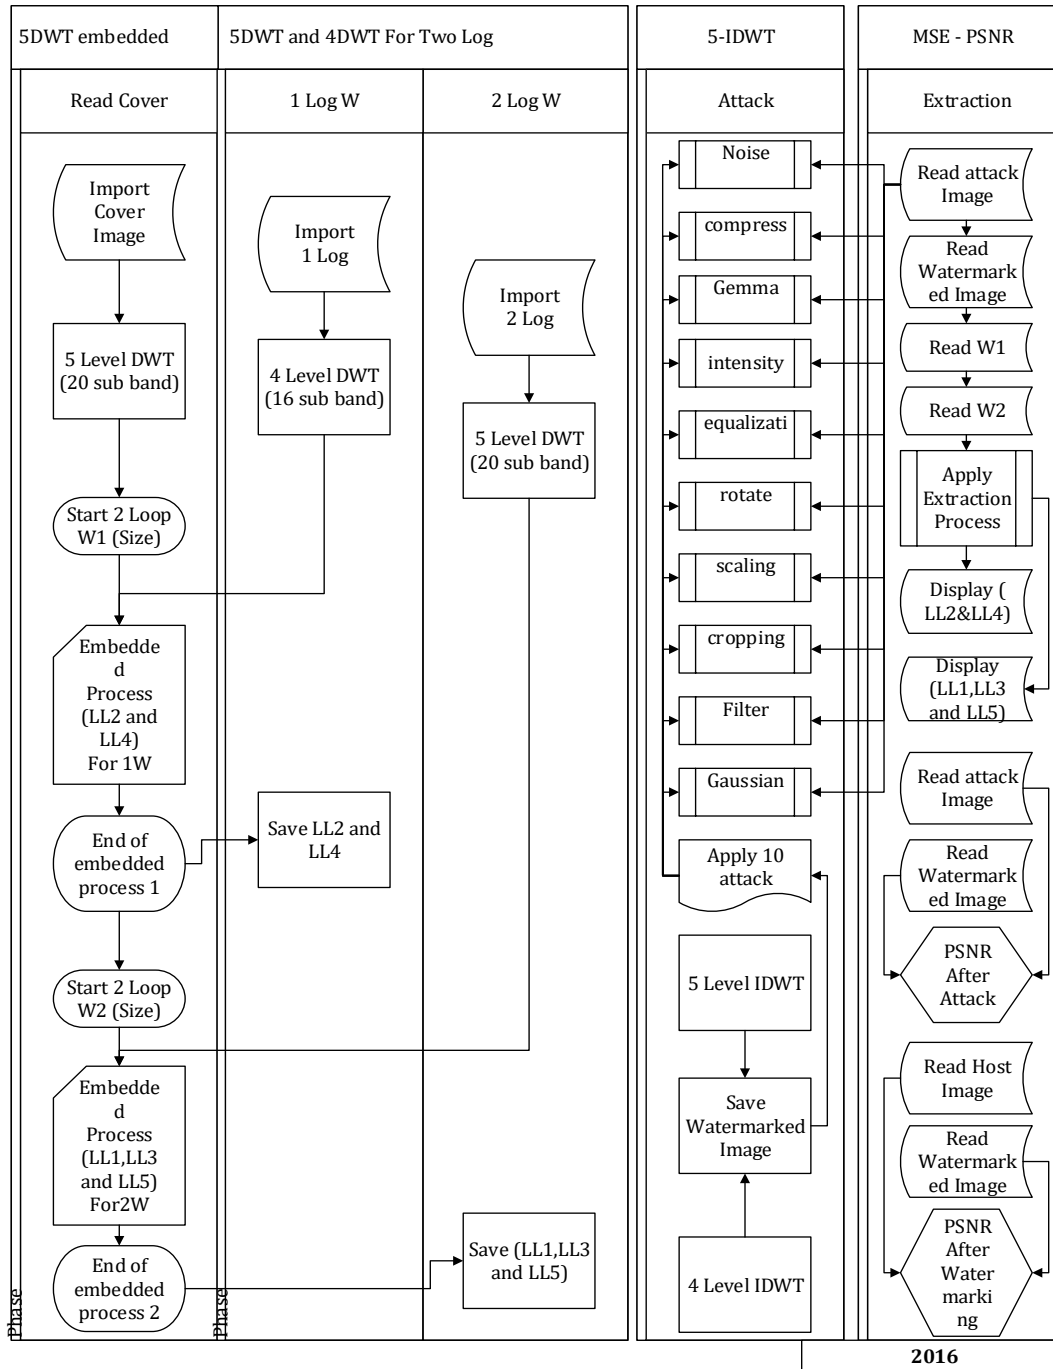 5DWT embedded
5DWT and 4DWT For Two Log
5-IDWT
MSE - PSNR
Read Cover
1 Log W
2 Log W
Attack
Extraction
Import
Cover
Image
5 Level DWT
(20 sub band)
Start 2 Loop
W1 (Size)
Embedde
d
Process
(LL2 and
LL4)
For 1W
End of
embedded
process 1
Start 2 Loop
W2 (Size)
Embedde
d
Process
(LL1,LL3
and LL5)
For2W
End of
embedded
process 2
Phase
Import
1 Log
4 Level DWT
(16 sub band)
Save LL2 and
LL4
Phase
Import
2 Log
5 Level DWT
(20 sub band)
Save (LL1,LL3
and LL5)
Noise
compress
Gemma
intensity
equalizati
rotate
scaling
cropping
Filter
Gaussian
Apply 10
attack
5 Level IDWT
Save
Watermarked
Image
4 Level IDWT
Read attack
Image
Read
Watermark
ed Image
Read W1
Read W2
Apply
Extraction
Process
Display (
LL2&LL4)
Display
(LL1,LL3
and LL5)
Read attack
Image
Read
Watermark
ed Image
PSNR
After
Attack
Read Host
Image
Read
Watermark
ed Image
PSNR
After
Water
marki
ng
2016